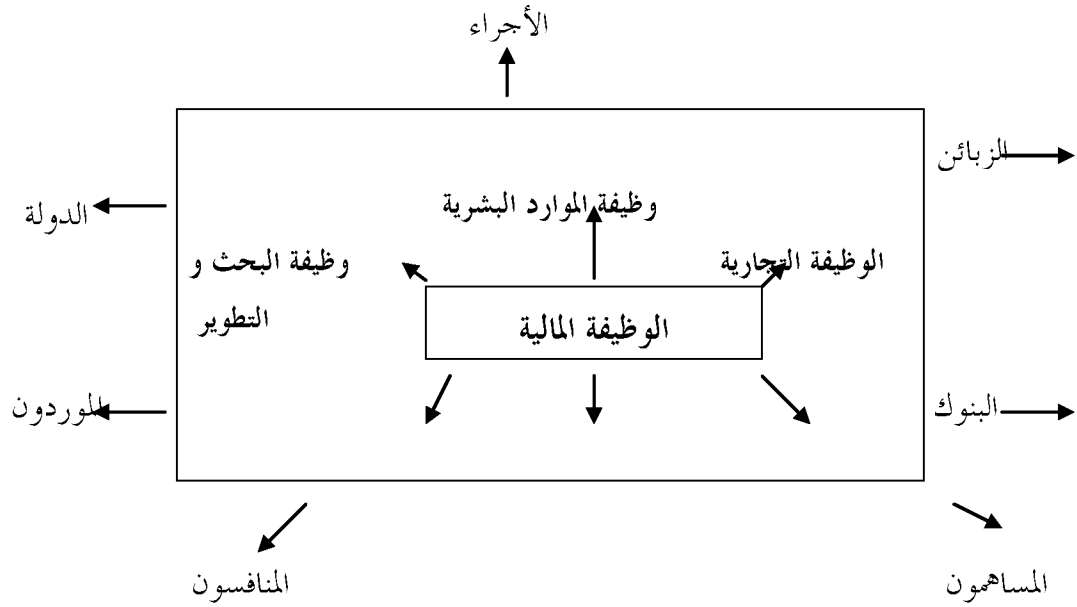 الأجراء
الزبائن
وظيفة الموارد البشرية
الدولة
الوظيفة التجارية
وظيفة البحث و
التطوير
الوظيفة المالية
البنوك
الموردون
المساهمون
المنافسون